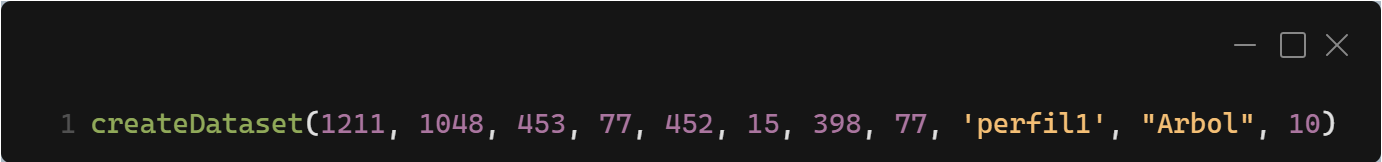 1 createDataset(1211, 1048, 453, 77, 452, 15, 398, 77, 'perfil1', "Arbol", 10)